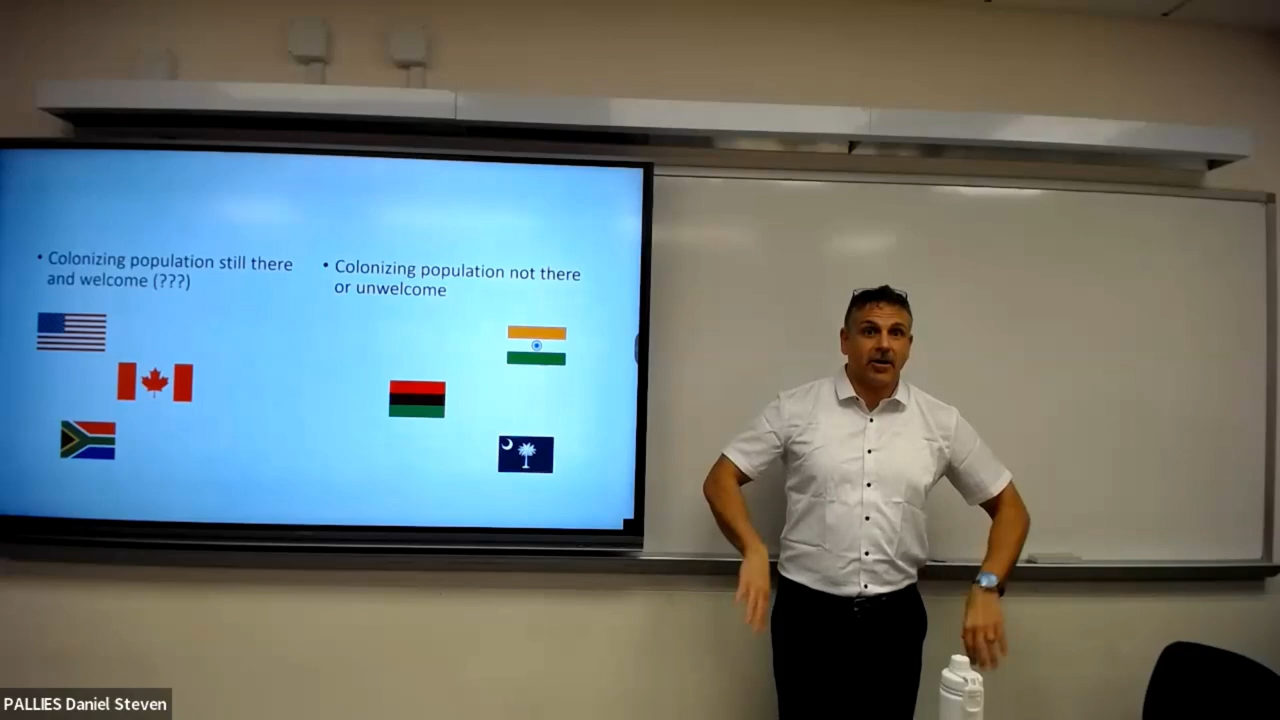 • Colonizing population still there
and welcome (???)
• Colonizing population not there
or unwelcome
PALLIES Daniel Steven